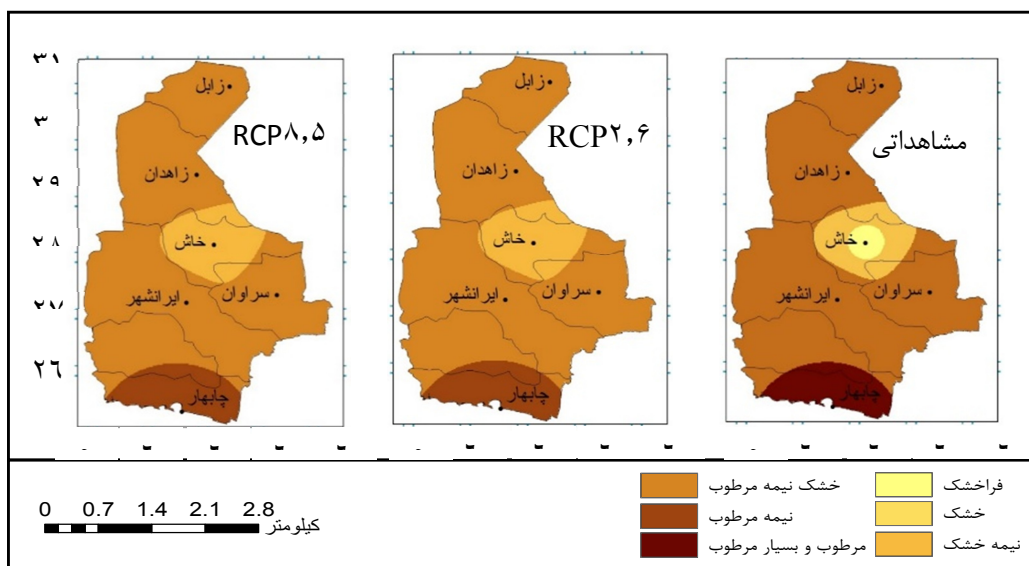 ۳۱
۳
۲۹
۲۸
۲۷
۲۶
RCP۸,۵
زابل
زاهدان
خاش
سراوان
ایرانشهر
چابهار
RCP۲,۶
زابل
زاهدان
خاش
سراوان
ایرانشهر
چابهار
مشاهداتی
زابل
زاهدان
خاش
سراوان
ایرانشهر
چابهار
0 0.7 1.4 2.1 2.8
کیلومتر
فراخشک
خشک
نیمه خشک
خشک نیمه مرطوب
نیمه مرطوب
مرطوب و بسیار مرطوب